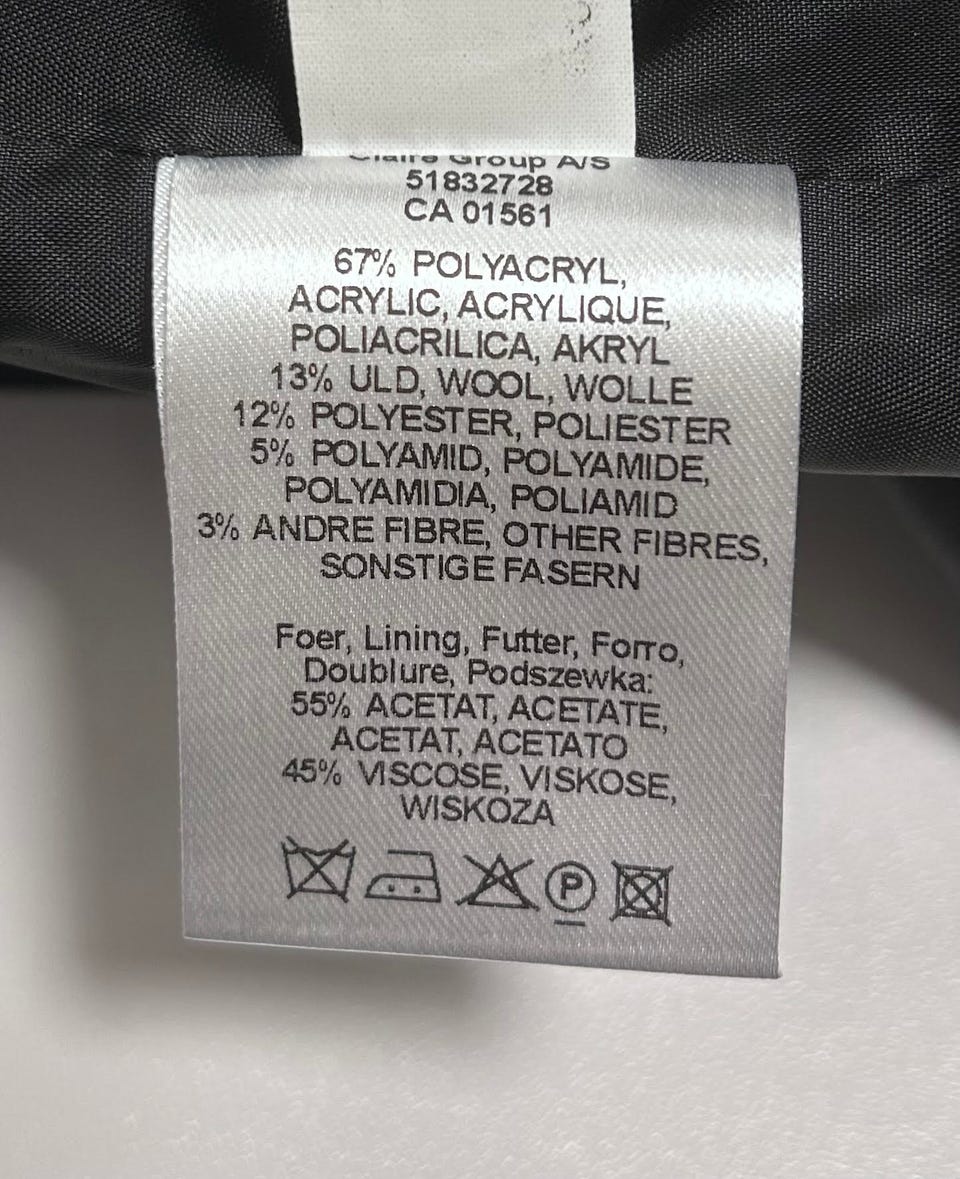 Claire Group A/S
51832728
CA 01561
67% POLYACRYL,
ACRYLIC, ACRYLIQUE,
POLIACRILICA, AKRYL
13% ULD, WOOL, WOLLE
12% POLYESTER, POLIESTER
5% POLYAMID, POLYAMIDE,
POLYAMIDIA, POLIAMID
3% ANDRE FIBRE, OTHER FIBRES,
SONSTIGE FASERN
Foer, Lining, Futter, Forro,
Doublure, Podszewka:
55% ACETAT, ACETATE,
ACETAT, ACETATO
45% VISCOSE, VISKOSE,
WISKOZA
P